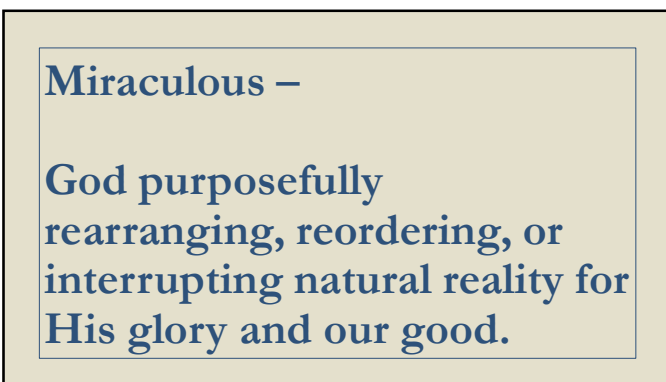 Miraculous –
God purposefully
rearranging, reordering, or
interrupting natural reality for
His glory and our good.